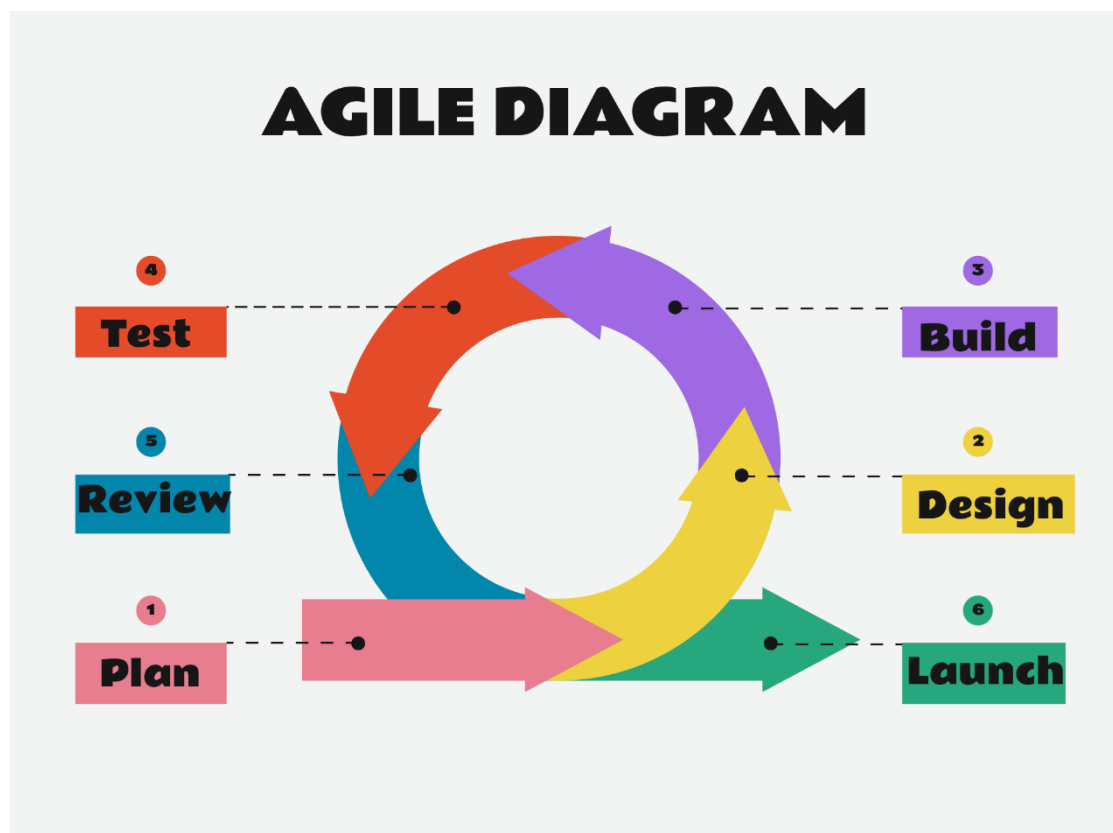 AGILE DIAGRAM
4
Test
3
Build
5
Review
2
Design
1
Plan
6
Launch